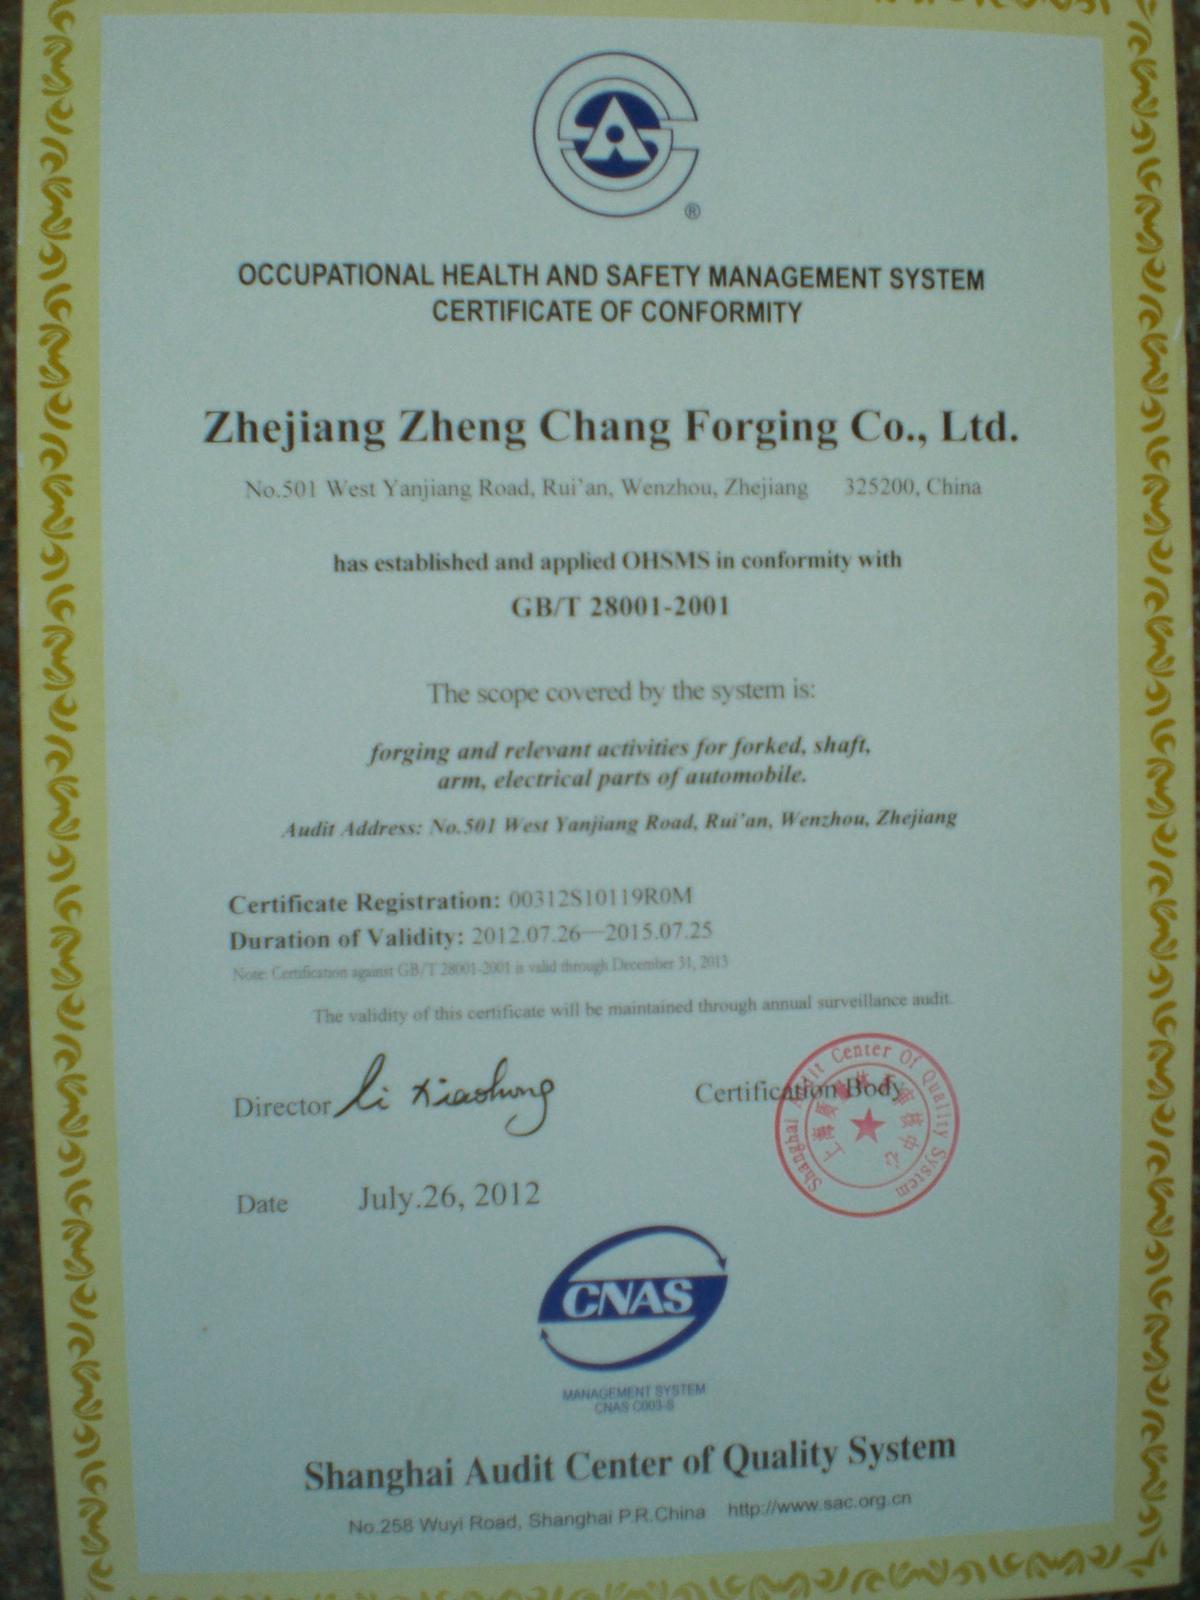 ®
OCCUPATIONAL HEALTH AND SAFETY MANAGEMENT SYSTEM
CERTIFICATE OF CONFORMITY
Zhejiang Zheng Chang Forging Co., Ltd.
No.501 West Yanjiang Road, Rui'an, Wenzhou, Zhejiang 325200, China
has established and applied OHSMS in conformity with
GB/T 28001-2001
The scope covered by the system is:
forging and relevant activities for forked, shaft,
arm, electrical parts of automobile.
Audit Address: No.501 West Yanjiang Road, Rui'an, Wenzhou, Zhejiang
Certificate Registration: 00312S10119R0M
Duration of Validity: 2012.07.26—2015.07.25
Note: Certification against GB/T 28001-2001 is valid through December 31, 2013
The validity of this certificate will be maintained through annual surveillance audit.
Director Li Xiaohong
Certification Body
Shanghai Audit Center Of Quality System
上海质量体系审核中心
Date July.26, 2012
CNAS
MANAGEMENT SYSTEM
CNAS C003-S
Shanghai Audit Center of Quality System
No.258 Wuyi Road, Shanghai P.R.China http://www.sac.org.cn